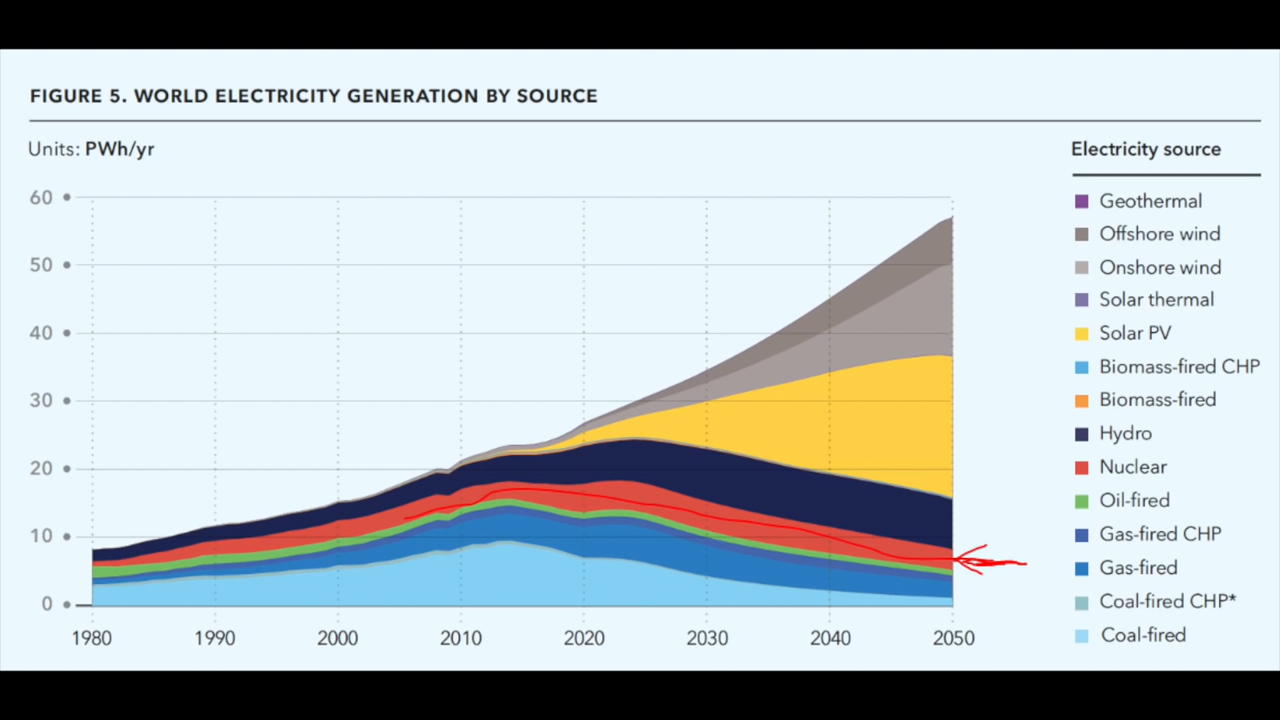 FIGURE 5. WORLD ELECTRICITY GENERATION BY SOURCE
Units: PWh/yr
Electricity source
60
50
40
30
20
10
0
1980 1990 2000 2010 2020 2030 2040 2050
Geothermal
Offshore wind
Onshore wind
Solar thermal
Solar PV
Biomass-fired CHP
Biomass-fired
Hydro
Nuclear
Oil-fired
Gas-fired CHP
Gas-fired
Coal-fired CHP*
Coal-fired